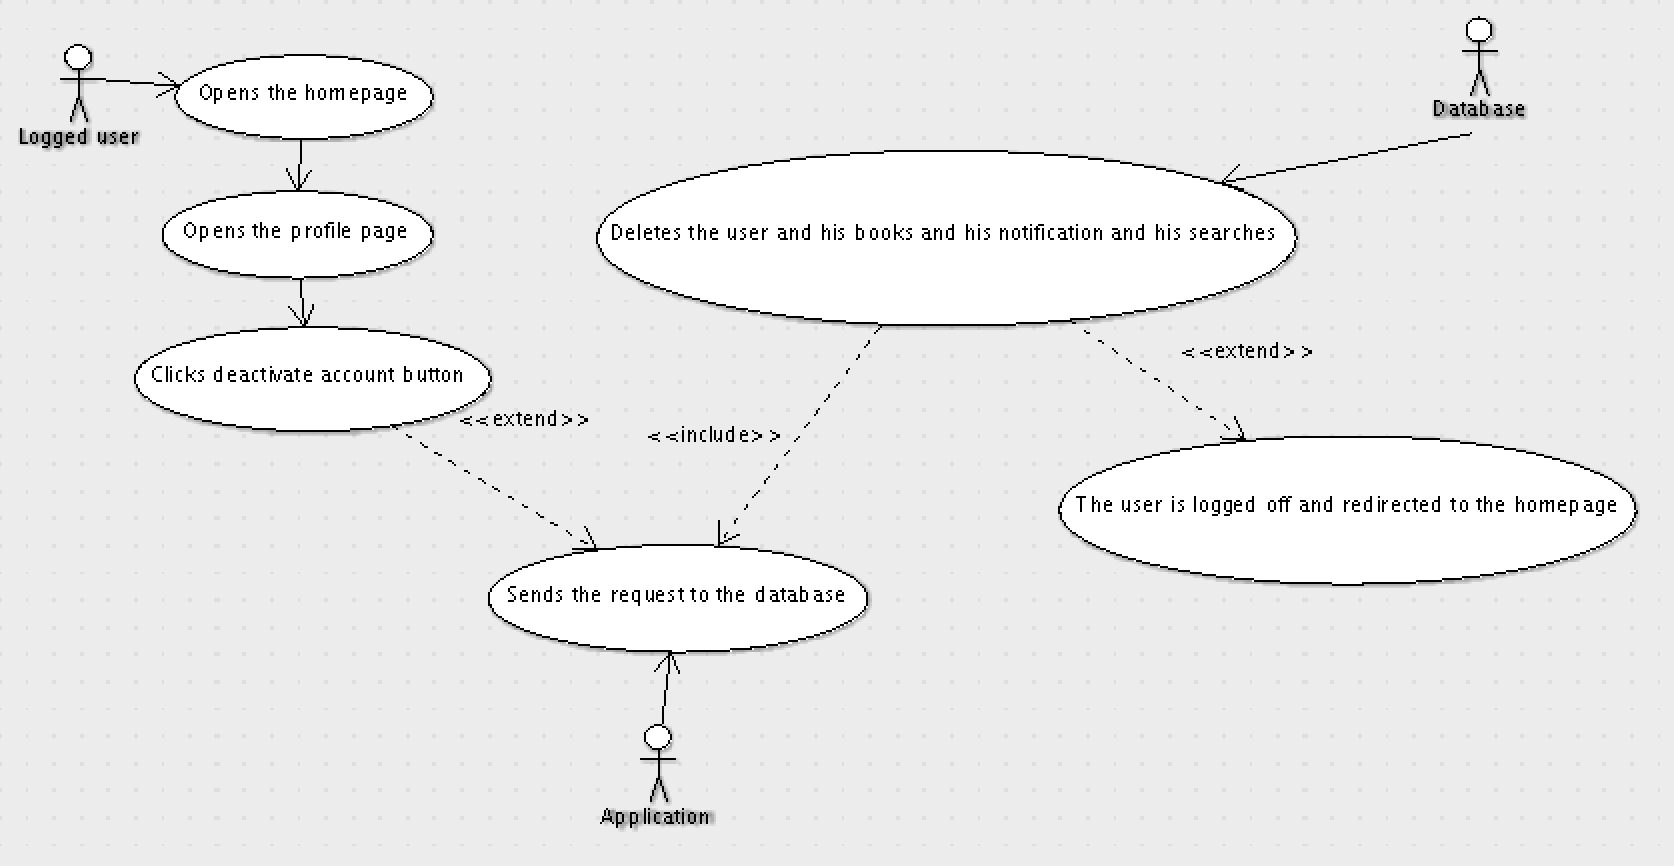 Logged user
Opens the homepage
Database
Opens the profile page
Deletes the user and his books and his notification and his searches
Clicks deactivate account button
<<extend>>
<<extend>>
<<include>>
The user is logged off and redirected to the homepage
Sends the request to the database
Application